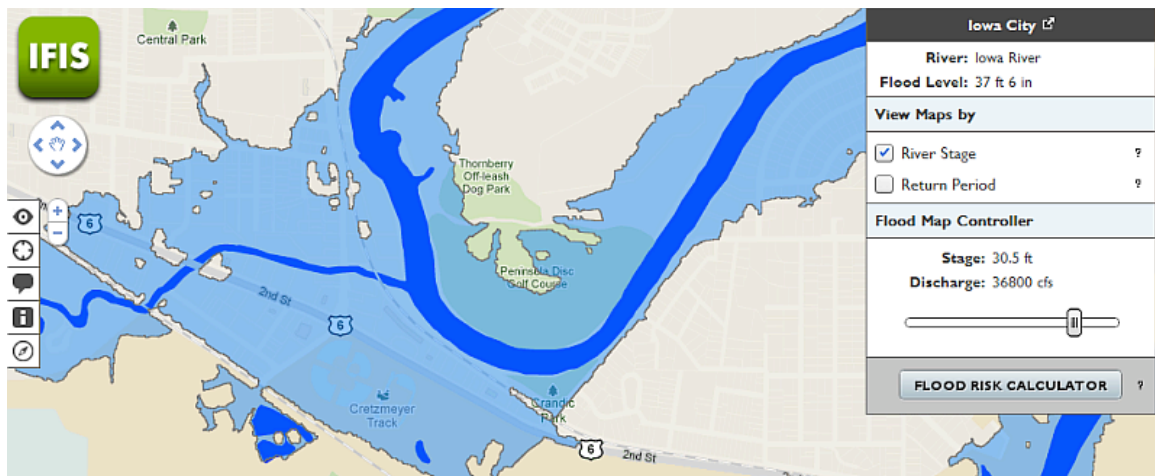 IFIS
Central Park
Thornberry
Off-leash
Dog Park
Peninsula Disc
Golf Course
6
2nd St
6
Cretzmeyer
Track
Crandic
Park
6
2nd St
Iowa City
River: Iowa River
Flood Level: 37 ft 6 in
View Maps by
River Stage ?
Return Period ?
Flood Map Controller
Stage: 30.5 ft
Discharge: 36800 cfs
FLOOD RISK CALCULATOR ?